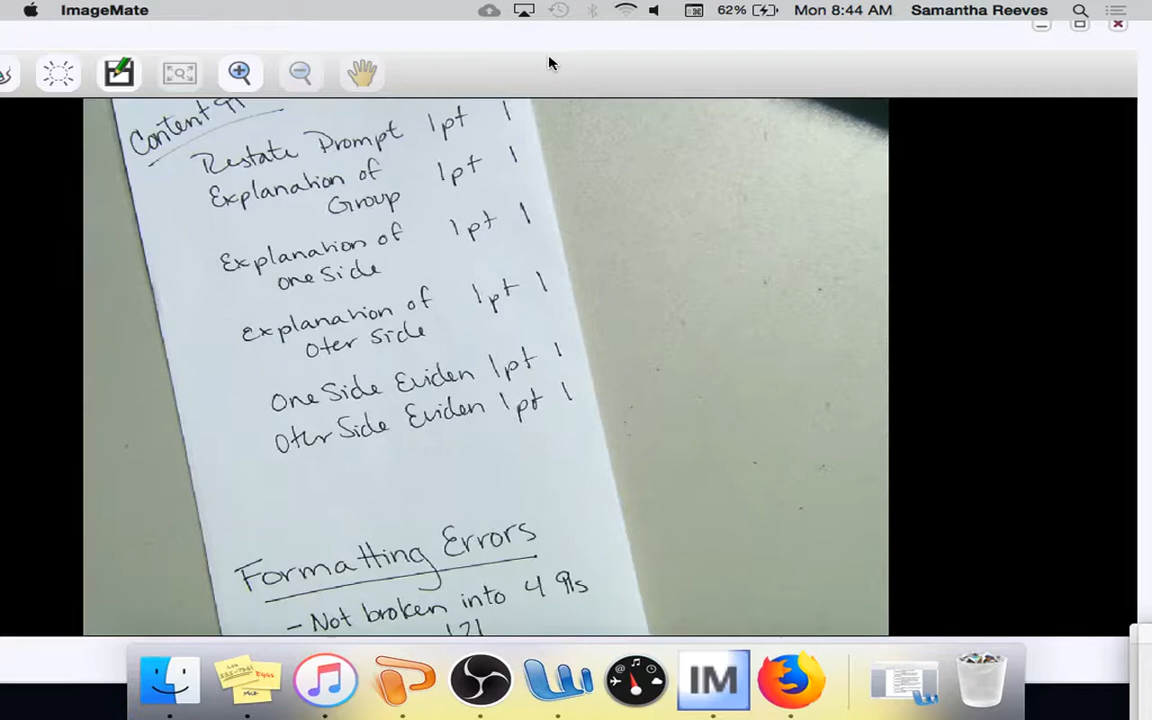 ImageMate
62%
Mon 8:44 AM
Samantha Reeves
Content ¶
Restate Prompt 1pt 1
Explanation of
Group 1pt 1
Explanation of
one Side 1pt 1
Explanation of
Oter Side 1pt 1
One Side Eviden 1pt 1
Oter Side Eviden 1pt 1
Formatting Errors
- Not broken into 4 ¶s
IM